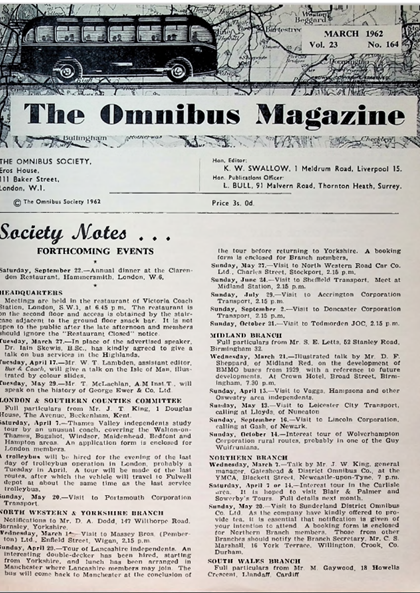 MARCH 1962
Vol. 23 No. 164
The Omnibus Magazine
THE OMNIBUS SOCIETY,
Eros House,
111 Baker Street,
London, W.1.
© The Omnibus Society 1962
Hon. Editor:
K. W. SWALLOW, 1 Meldrum Road, Liverpool 15.
Hon. Publications Officer:
L. BULL, 91 Malvern Road, Thornton Heath, Surrey.
Price 3s. 0d.
Society Notes . . .
FORTHCOMING EVENTS
Saturday, September 22.—Annual dinner at the Claren-
don Restaurant, Hammersmith, London, W.6.
HEADQUARTERS
Meetings are held in the restaurant of Victoria Coach
Station, London, S.W.1, at 6.45 p.m. The restaurant is
on the second floor and access is obtained by the stair-
case adjacent to the ground floor snack bar. It is not
open to the public after the late afternoon and members
should ignore the "Restaurant Closed" notice.
Tuesday, March 27.—In place of the advertised speaker,
Dr. Iain Skewis, B.Sc., has kindly agreed to give a
talk on bus services in the Highlands.
Tuesday, April 17.—Mr. W. T. Lambden, assistant editor,
Bus & Coach, will give a talk on the Isle of Man, illus-
trated by colour slides.
Tuesday, May 29.—Mr. T. McLachlan, A.M.Inst.T., will
speak on the history of George Ewer & Co. Ltd.
LONDON & SOUTHERN COUNTIES COMMITTEE
Full particulars from Mr. J. T. King, 1 Douglas
House, The Avenue, Beckenham, Kent.
Saturday, April 7.—Thames Valley independents study
tour by an unusual coach, covering the Walton-on-
Thames, Bagshot, Windsor, Maidenhead, Bedfont and
Hampton areas. An application form is enclosed for
London members.
A trolleybus will be hired for the evening of the last
day of trolleybus operation in London, probably a
Tuesday in April. A tour will be made of the last
routes, after which the vehicle will travel to Fulwell
depot at about the same time as the last service
trolleybus.
Sunday, May 20.—Visit to Portsmouth Corporation
Transport.
NORTH WESTERN & YORKSHIRE BRANCH
Notifications to Mr. D. A. Dodd, 147 Wilthorpe Road,
Barnsley, Yorkshire.
Wednesday, March —Visit to Massey Bros. (Pember-
ton) Ltd., Enfield Street, Wigan, 2.15 p.m.
Sunday, April 29.—Tour of Lancashire independents. An
interesting double-decker has been hired, starting
from Yorkshire, and lunch has been arranged in
Manchester where Lancashire members may join. The
bus will come back to Manchester at the conclusion of
the tour before returning to Yorkshire. A booking form
is enclosed for Branch members.
Sunday, May 27.—Visit to North Western Road Car Co.
Ltd., Charles Street, Stockport, 2.15 p.m.
Sunday, June 24.—Visit to Sheffield Transport. Meet at
Midland Station, 2.15 p.m.
Sunday, July 29.—Visit to Accrington Corporation
Transport, 2.15 p.m.
Sunday, September 2.—Visit to Doncaster Corporation
Transport, 2.15 p.m.
Sunday, October 21.—Visit to Todmorden JOC, 2.15 p.m.
MIDLAND BRANCH
Full particulars from Mr. S. E. Letts, 52 Stanley Road,
Birmingham
Wednesday, March 21.—Illustrated talk by Mr. D. F.
Sheppard, of Midland Red, on the development of
BMMO buses from 1939, with a reference to future
developments. At Crown Hotel, Broad Street, Birm-
ingham, 7.30 p.m.
Sunday, April 15.—Visit to Vaggs, Hampsons and other
Oswestry area independents.
Sunday, May 13.—Visit to Leicester City Transport,
calling at Lloyds, of Nuneaton
Sunday, September 16.—Visit to Lincoln Corporation,
calling at Gash, of Newark.
Sunday, October 14.—Interest tour of Wolverhampton
Corporation rural routes, probably in one of the Guy
Wulfrunians.
NORTHERN BRANCH
Wednesday, March 7.—Talk by Mr. J. W. King, general
manager, Gateshead & District Omnibus Co., at the
YMCA, Blackett Street, Newcastle-upon-Tyne, 7 p.m.
Saturday, April 7 or 14.—Interest tour in the Carlisle
area. It is hoped to visit Blair & Palmer and
Sowerby's Tours. Full details next month.
Sunday, May 20.—Visit to Sunderland District Omnibus
Co. Ltd. As the company have kindly offered to pro-
vide tea, it is essential that notification is given of
your intention to attend. A booking form is enclosed
for Northern Branch members. Those from other
Branches should notify the Branch Secretary, Mr. C. S.
Marshall, 16 York Terrace, Willington, Crook, Co.
Durham.
SOUTH WALES BRANCH
Full particulars from Mr. M. Gaywood, 18 Howells
Crescent, Llandaff, Cardiff